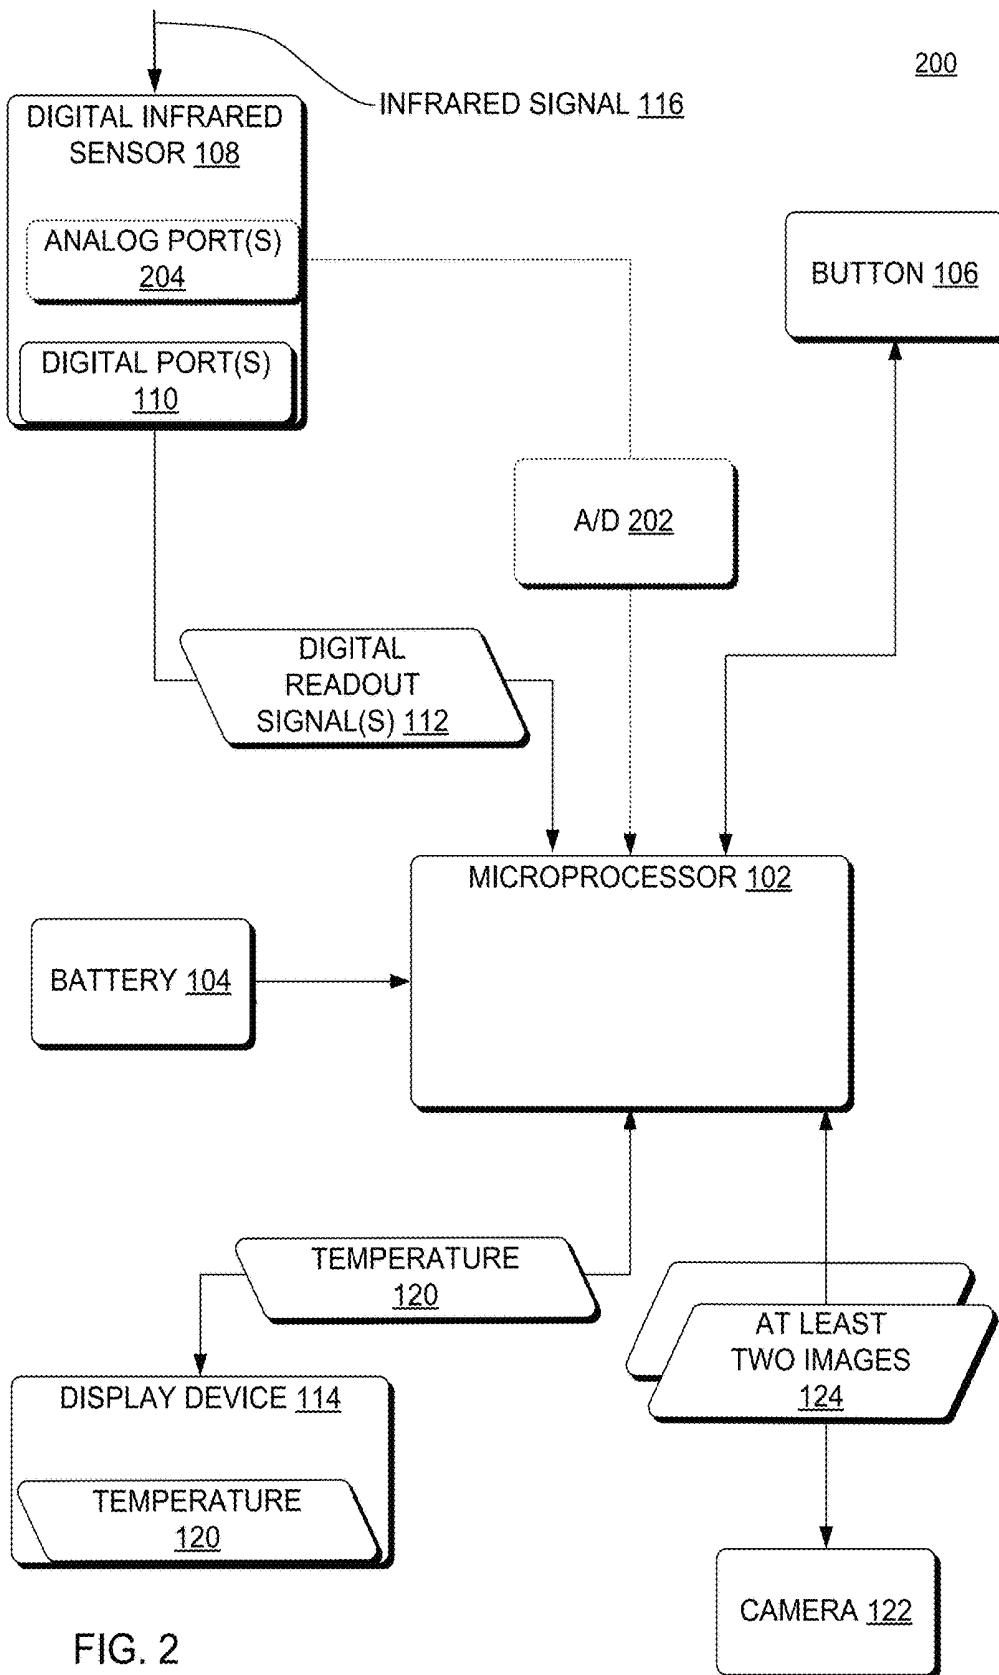 200
INFRARED SIGNAL 116
DIGITAL INFRARED
SENSOR 108
ANALOG PORT(S)
204
DIGITAL PORT(S)
110
BUTTON 106
A/D 202
DIGITAL
READOUT
SIGNAL(S) 112
MICROPROCESSOR 102
BATTERY 104
TEMPERATURE
120
AT LEAST
TWO IMAGES
124
DISPLAY DEVICE 114
TEMPERATURE
120
CAMERA 122
FIG. 2